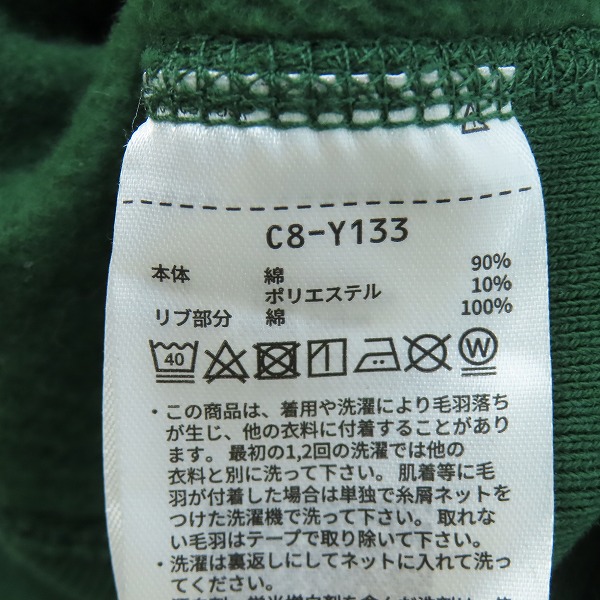 C8-Y133
本体 綿 90%
ポリエステル 10%
リブ部分 綿 100%
40
W
・この商品は、着用や洗濯により毛羽落ち
が生じ、他の衣料に付着することがあり
ます。最初の1,2回の洗濯では他の
衣料と別に洗って下さい。肌着等に毛
羽が付着した場合は単独で糸屑ネットを
つけた洗濯機で洗って下さい。取れな
い毛羽はテープで取り除いて下さい。
・洗濯は裏返しにしてネットに入れて洗っ
てください。